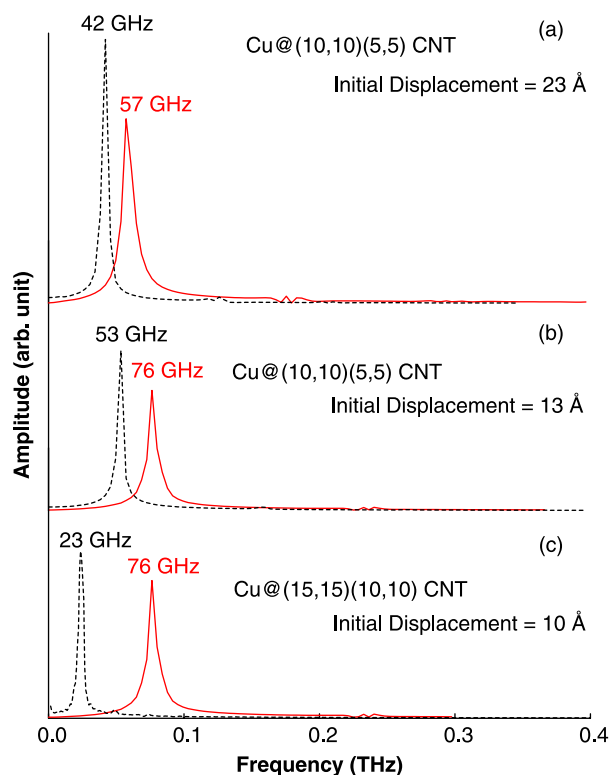 42 GHz
(a)
Cu@(10,10)(5,5) CNT
Initial Displacement = 23 Å
57 GHz
53 GHz
(b)
76 GHz
Cu@(10,10)(5,5) CNT
Initial Displacement = 13 Å
23 GHz
(c)
76 GHz
Cu@(15,15)(10,10) CNT
Initial Displacement = 10 Å
Amplitude (arb. unit)
0.0 0.1 0.2 0.3 0.4
Frequency (THz)